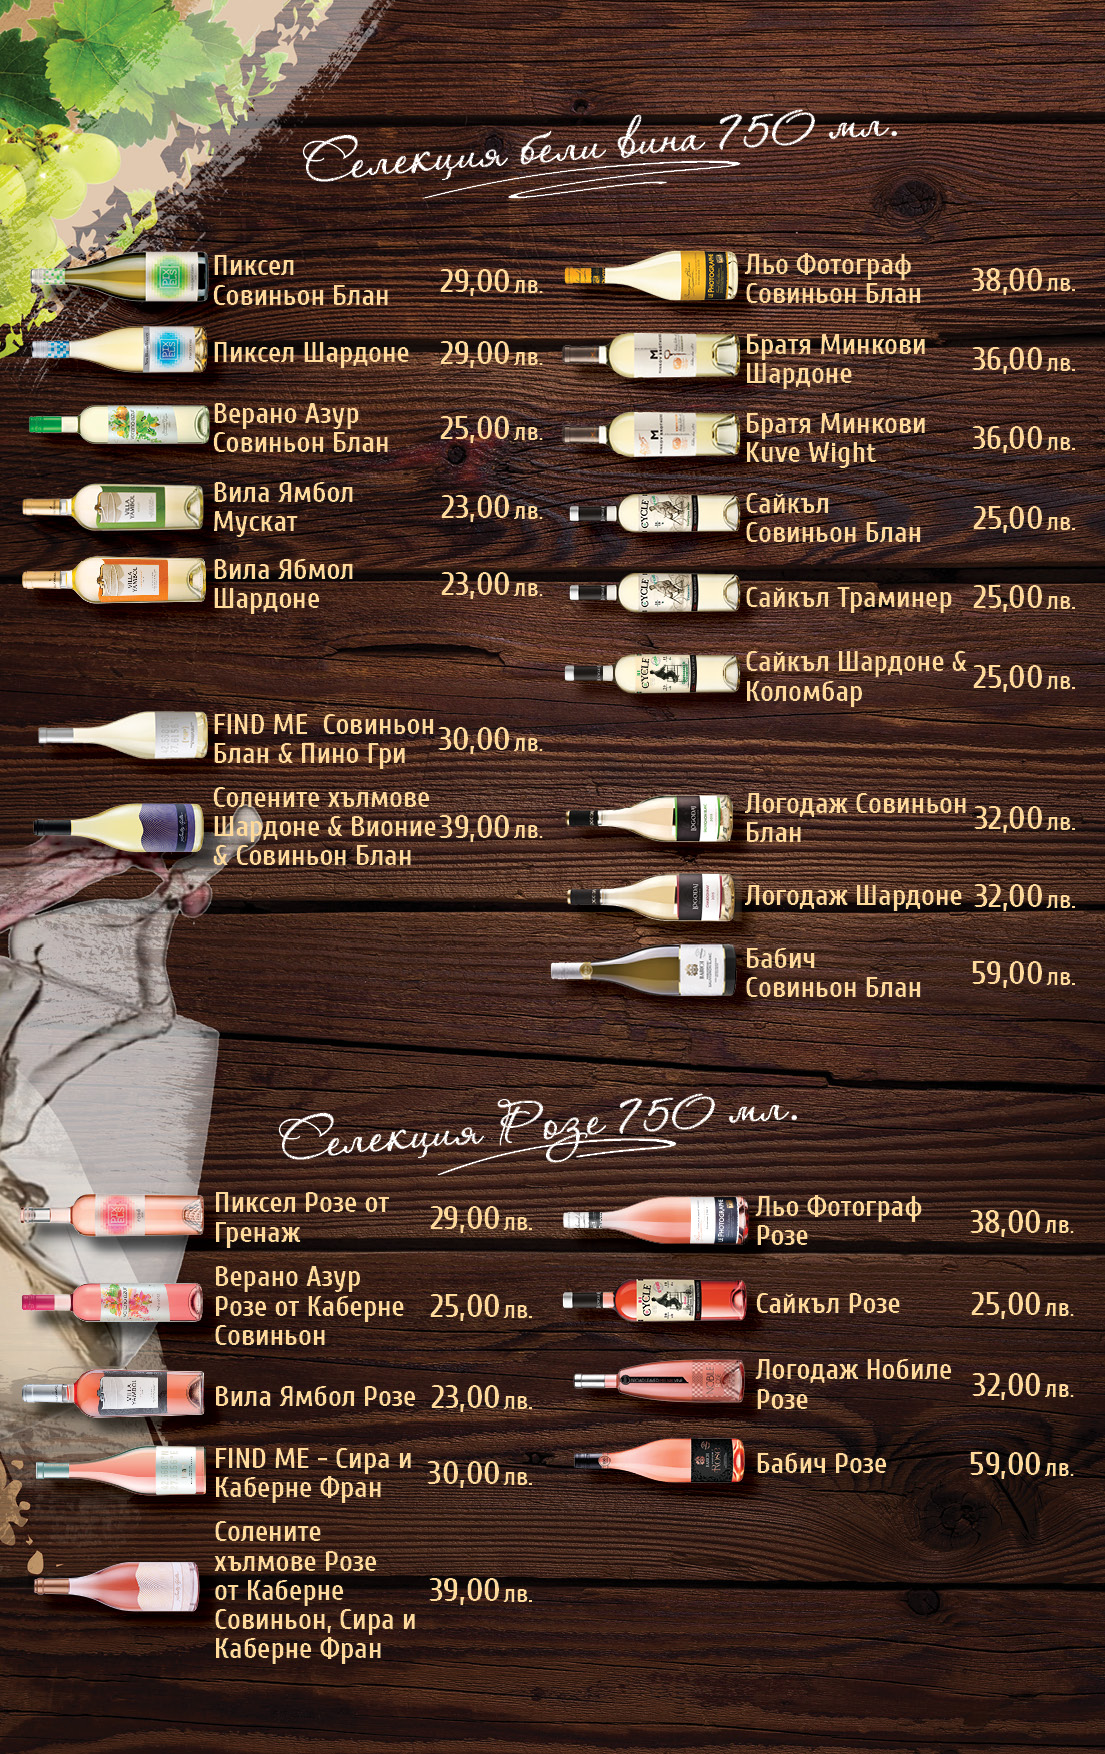 Селекция бели вина 750 мл.
Пиксел
Совиньон Блан
29,00 лв.
Пиксел Шардоне 29,00 лв.
Верано Азур
Совиньон Блан
25,00 лв.
Вила Ямбол
Мускат
23,00 лв.
Вила Ябмол
Шардоне
23,00 лв.
FIND ME Совиньон
Блан & Пино Гри
30,00 лв.
Солените хълмове
Шардоне & Вионие
& Совиньон Блан
39,00 лв.
Льо Фотограф
Совиньон Блан
38,00 лв.
Братя Минкови
Шардоне
36,00 лв.
Братя Минкови
Kuve Wight
36,00 лв.
Сайкъл
Совиньон Блан
25,00 лв.
Сайкъл Траминер 25,00 лв.
Сайкъл Шардоне &
Коломбар
25,00 лв.
Логодаж Совиньон
Блан
32,00 лв.
Логодаж Шардоне 32,00 лв.
Бабич
Совиньон Блан
59,00 лв.
Селекция Розе 750 мл.
Пиксел Розе от
Гренаж
29,00 лв.
Верано Азур
Розе от Каберне
Совиньон
25,00 лв.
Вила Ямбол Розе 23,00 лв.
FIND ME - Сира и
Каберне Фран
30,00 лв.
Солените
хълмове Розе
от Каберне
Совиньон, Сира и
Каберне Фран
39,00 лв.
Льо Фотограф
Розе
38,00 лв.
Сайкъл Розе 25,00 лв.
Логодаж Нобиле
Розе
32,00 лв.
Бабич Розе 59,00 лв.